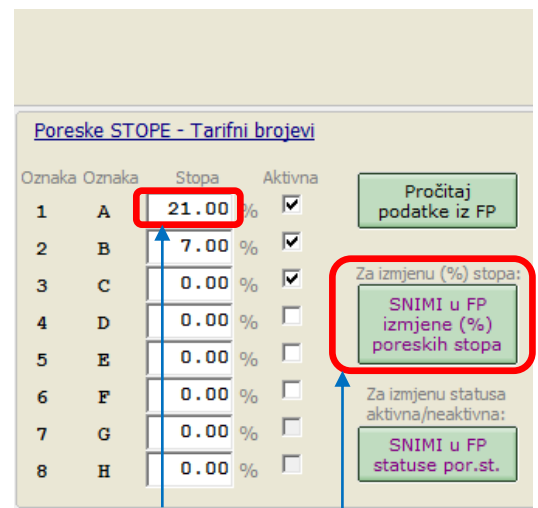 Poreske STOPE - Tarifni brojevi
Oznaka Oznaka Stopa Aktivna
1 A 21.00 %
2 B 7.00 %
3 C 0.00 %
4 D 0.00 %
5 E 0.00 %
6 F 0.00 %
7 G 0.00 %
8 H 0.00 %
Pročitaj
podatke iz FP
Za izmjenu (%) stopa:
SNIMI u FP
izmjene (%)
poreskih stopa
Za izmjenu statusa
aktivna/neaktivna:
SNIMI u FP
statuse por.st.